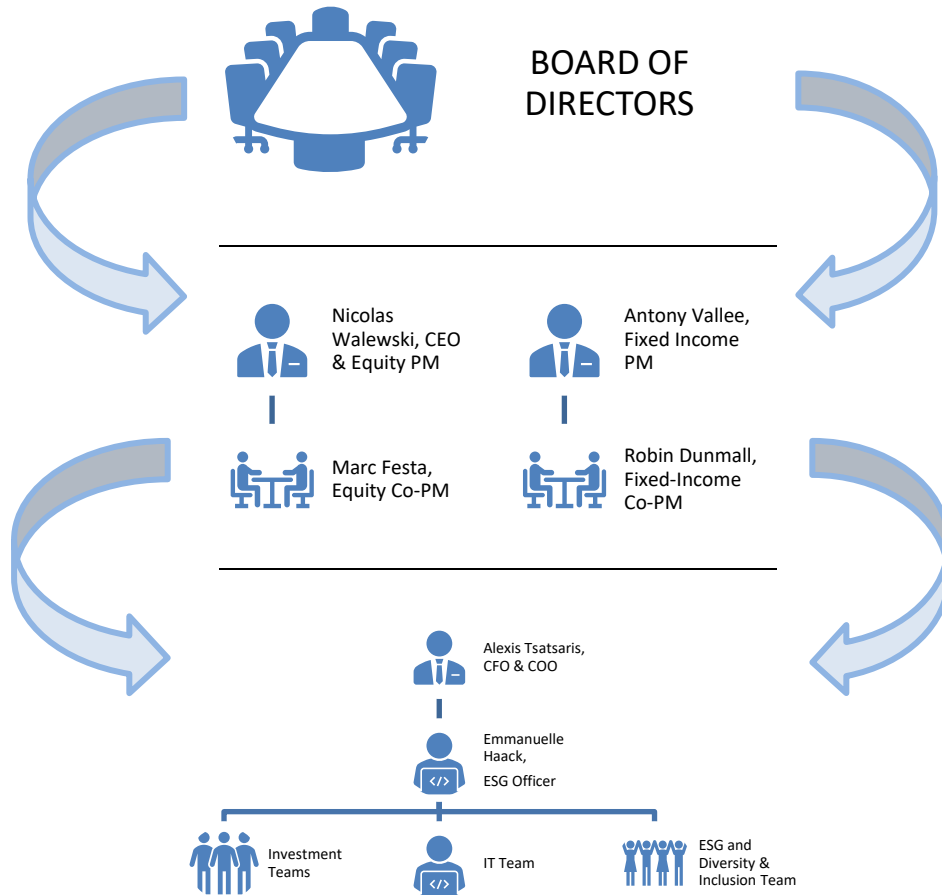 BOARD OF
DIRECTORS
Nicolas
Walewski, CEO
& Equity PM
Antony Vallee,
Fixed Income
PM
Marc Festa,
Equity Co-PM
Robin Dunmall,
Fixed-Income
Co-PM
Alexis Tsatsaris,
CFO & COO
Emmanuelle
Haack,
ESG Officer
</>
Investment
Teams
</>
IT Team
ESG and
Diversity &
Inclusion Team